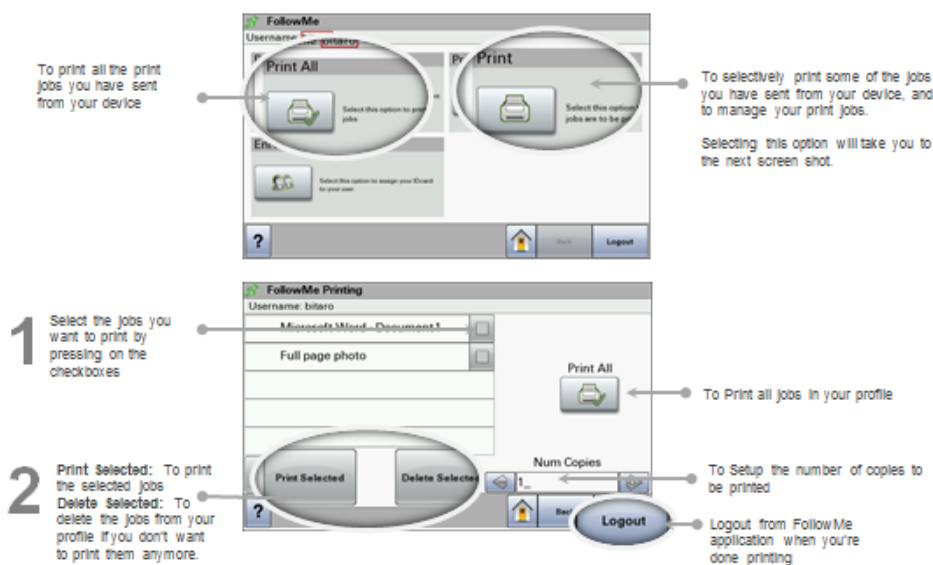 FollowMe
Username: bitaro
Print All
Select this option to print
jobs
Print
Select this option
jobs are to be
Select this option to assign your ID card
to your user
?
Back
Logout
To print all the print
jobs you have sent
from your device
To selectively print some of the jobs
you have sent from your device, and
to manage your print jobs.
Selecting this option will take you to
the next screen shot.
FollowMe Printing
Username: bitaro
Microsoft Word - Document1
Full page photo
Print All
Num Copies
1_
Print Selected
Delete Selected
?
Back
Logout
1
Select the jobs you
want to print by
pressing on the
checkboxes
2
Print Selected: To print
the selected jobs
Delete Selected: To
delete the jobs from your
profile if you don't want
to print them anymore.
To Print all jobs in your profile
To Setup the number of copies to
be printed
Logout from FollowMe
application when you're
done printing